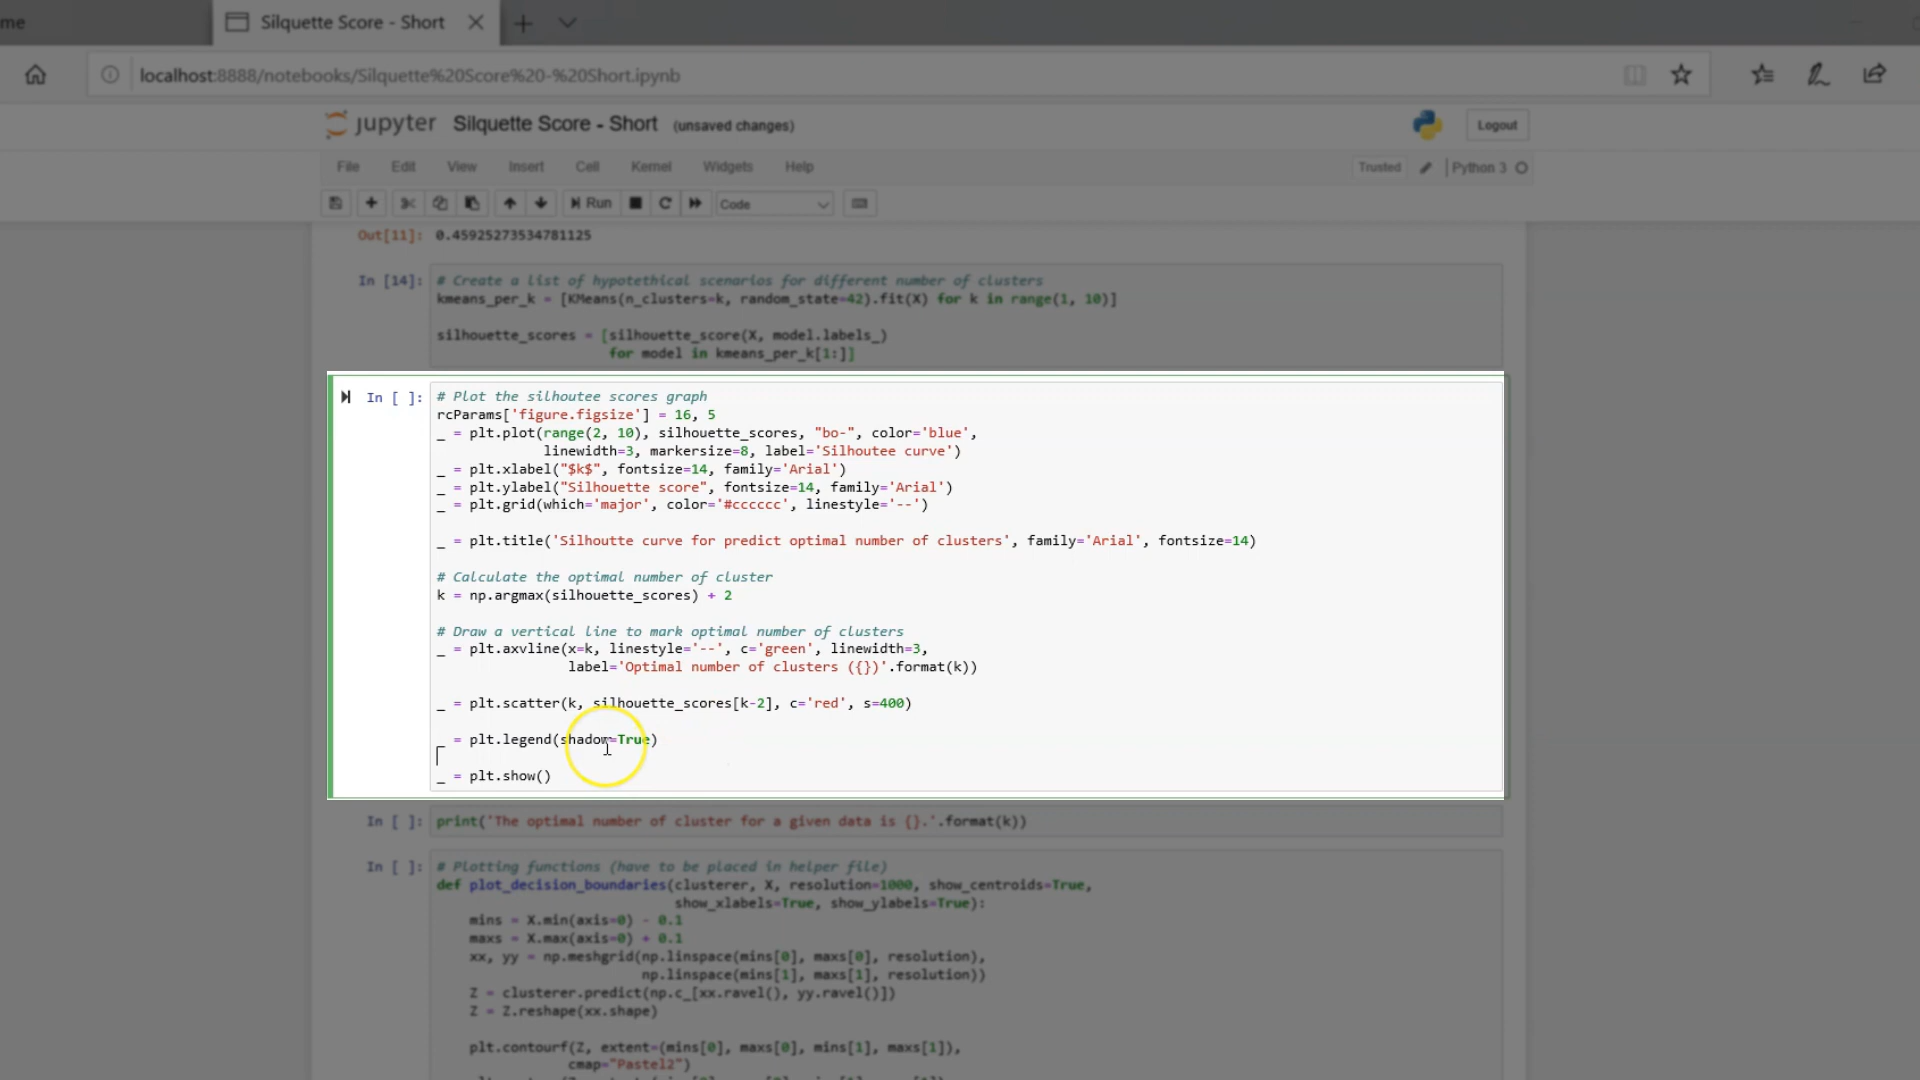 me
Silquette Score - Short
localhost:8888/notebooks/Silquette%20Score%20-%20Short.ipynb
jupyter Silquette Score - Short (unsaved changes)
Logout
File Edit View Insert Cell Kernel Widgets Help
Trusted Python 3
Run Code
Out[11]: 0.45925273534781125
In [14]: # Create a list of hypotethical scenarios for different number of clusters
kmeans_per_k = [KMeans(n_clusters=k, random_state=42).fit(X) for k in range(1, 10)]
silhouette_scores = [silhouette_score(X, model.labels_)
for model in kmeans_per_k[1:]]
In [ ]: # Plot the silhoutee scores graph
rcParams['figure.figsize'] = 16, 5
_ = plt.plot(range(2, 10), silhouette_scores, "bo-", color='blue',
linewidth=3, markersize=8, label='Silhoutee curve')
_ = plt.xlabel("$k$", fontsize=14, family='Arial')
_ = plt.ylabel("Silhouette score", fontsize=14, family='Arial')
_ = plt.grid(which='major', color='#cccccc', linestyle='--')
_ = plt.title('Silhoutte curve for predict optimal number of clusters', family='Arial', fontsize=14)
# Calculate the optimal number of cluster
k = np.argmax(silhouette_scores) + 2
# Draw a vertical line to mark optimal number of clusters
_ = plt.axvline(x=k, linestyle='--', c='green', linewidth=3,
label='Optimal number of clusters ({})'.format(k))
_ = plt.scatter(k, silhouette_scores[k-2], c='red', s=400)
_ = plt.legend(shadow=True)
_ = plt.show()
In [ ]: print('The optimal number of cluster for a given data is {}.'.format(k))
In [ ]: # Plotting functions (have to be placed in helper file)
def plot_decision_boundaries(clusterer, X, resolution=1000, show_centroids=True,
show_xlabels=True, show_ylabels=True):
mins = X.min(axis=0) - 0.1
maxs = X.max(axis=0) + 0.1
xx, yy = np.meshgrid(np.linspace(mins[0], maxs[0], resolution),
np.linspace(mins[1], maxs[1], resolution))
Z = clusterer.predict(np.c_[xx.ravel(), yy.ravel()])
Z = Z.reshape(xx.shape)
plt.contourf(Z, extent=(mins[0], maxs[0], mins[1], maxs[1]),
cmap="Pastel2")